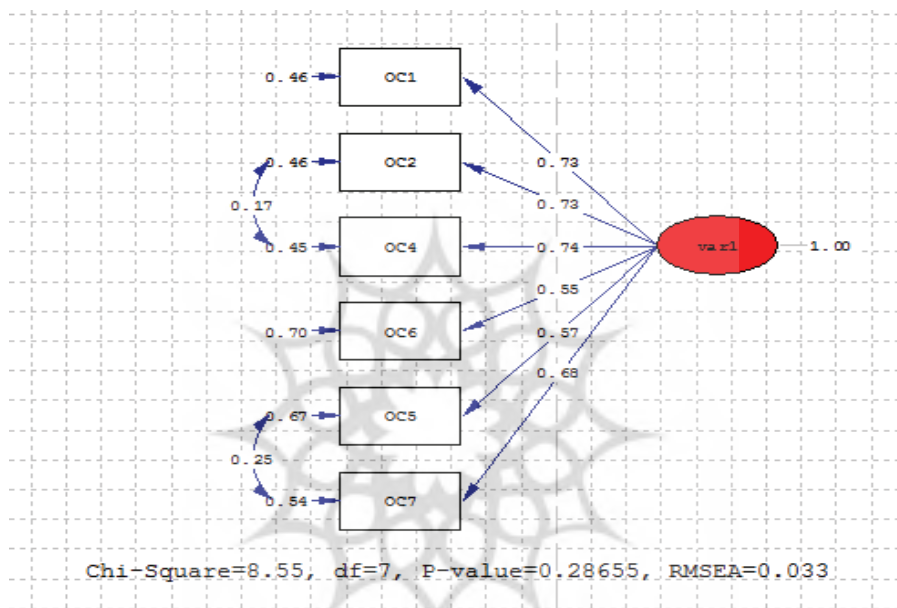 0.46 OC1
0.73
0.46 OC2
0.73
0.17
0.45 OC4 0.74 var1 1.00
0.55
0.70 OC6 0.57
0.68
0.67 OC5
0.25
0.54 OC7
Chi-Square=8.55, df=7, P-value=0.28655, RMSEA=0.033